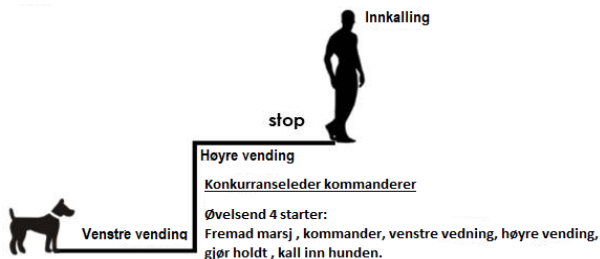 Innkalling
stop
Høyre vending
Konkurranseleder kommanderer
Øvelsend 4 starter:
Venstre vending
Fremad marsj , kommander, venstre vedning, høyre vending,
gjør holdt , kall inn hunden.